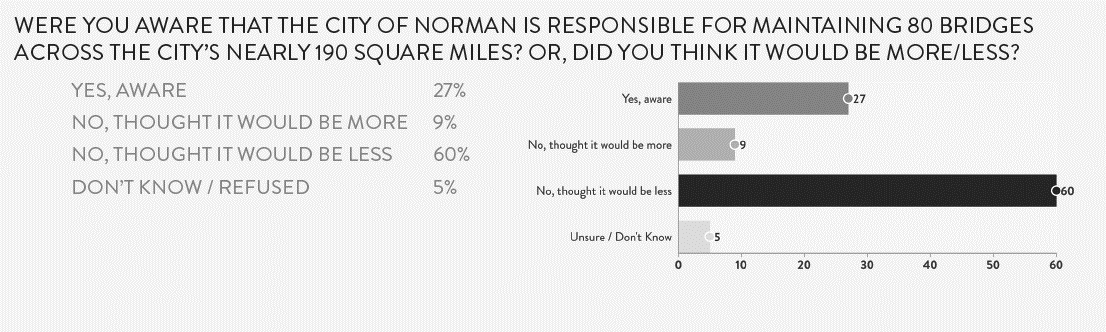 WERE YOU AWARE THAT THE CITY OF NORMAN IS RESPONSIBLE FOR MAINTAINING 80 BRIDGES
ACROSS THE CITY'S NEARLY 190 SQUARE MILES? OR, DID YOU THINK IT WOULD BE MORE/LESS?
YES, AWARE 27%
NO, THOUGHT IT WOULD BE MORE 9%
NO, THOUGHT IT WOULD BE LESS 60%
DON'T KNOW / REFUSED 5%
Yes, aware 27
No, thought it would be more 9
No, thought it would be less 60
Unsure / Don't Know 5
0 10 20 30 40 50 60